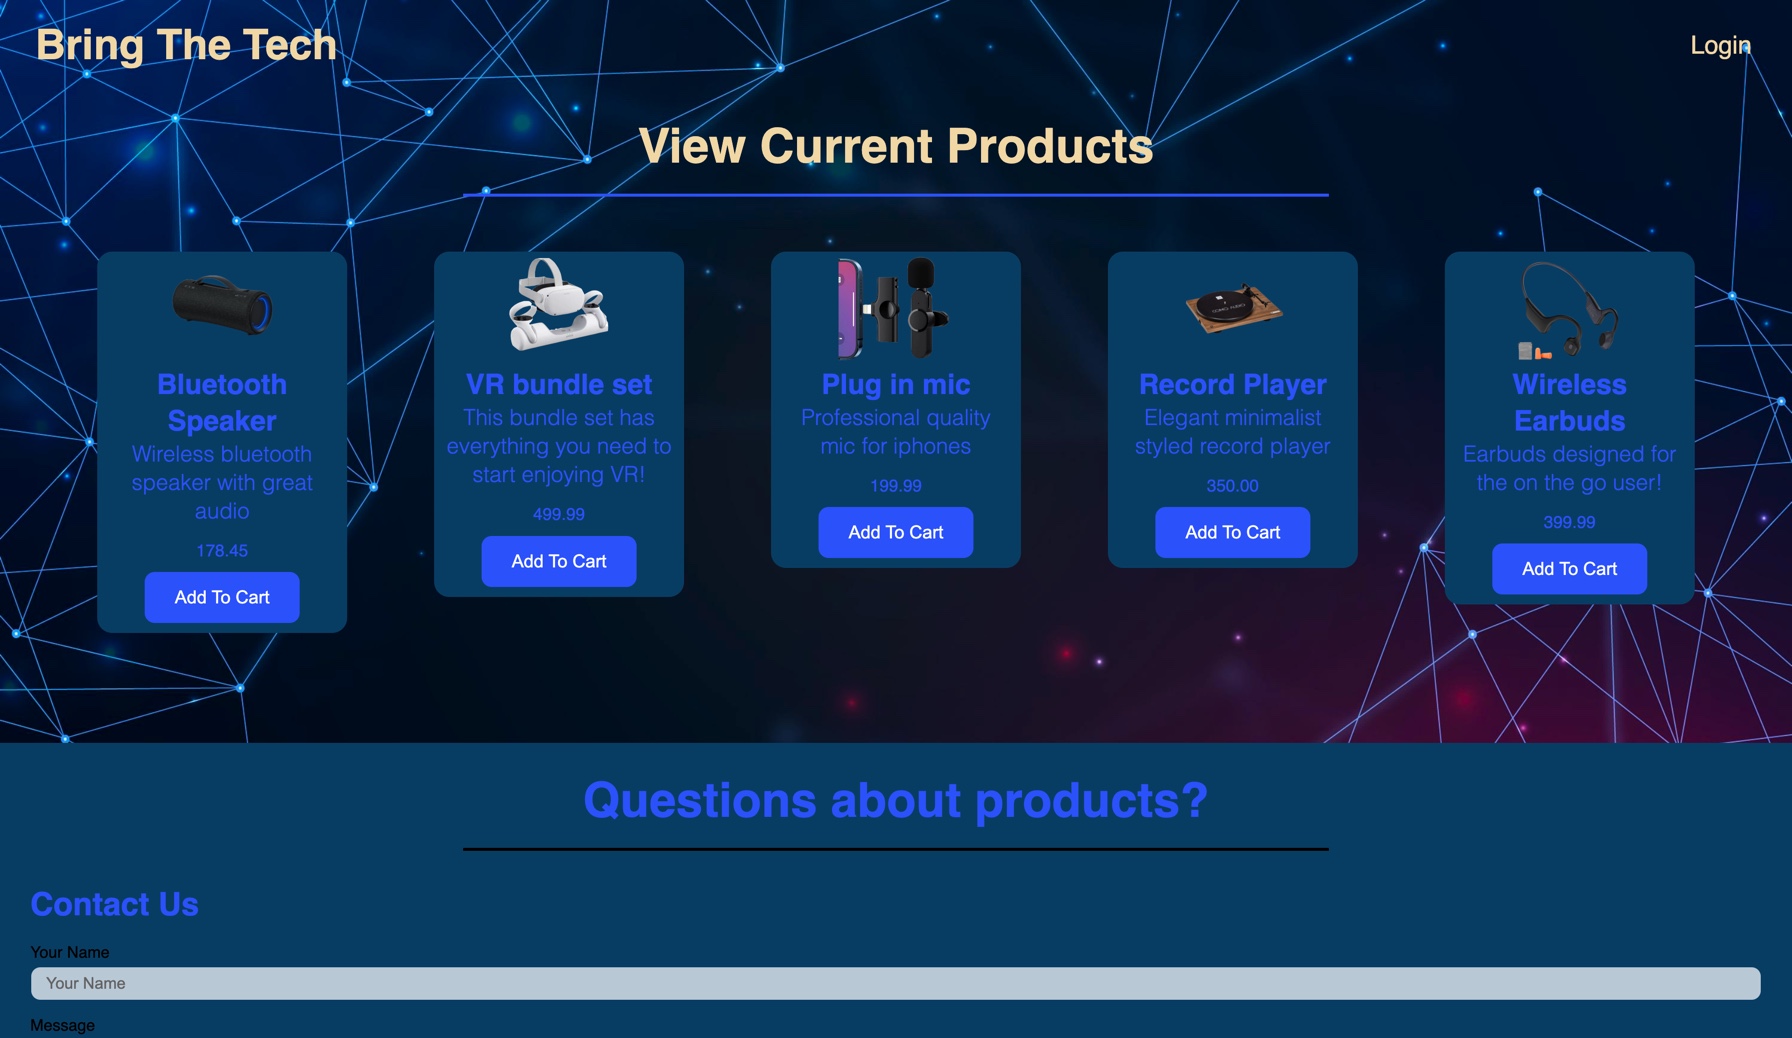 Bring The Tech
Login
View Current Products
Bluetooth
Speaker
Wireless bluetooth
speaker with great
audio
178.45
Add To Cart
VR bundle set
This bundle set has
everything you need to
start enjoying VR!
499.99
Add To Cart
Plug in mic
Professional quality
mic for iphones
199.99
Add To Cart
Record Player
Elegant minimalist
styled record player
350.00
Add To Cart
Wireless
Earbuds
Earbuds designed for
the on the go user!
399.99
Add To Cart
Questions about products?
Contact Us
Your Name
Your Name
Message